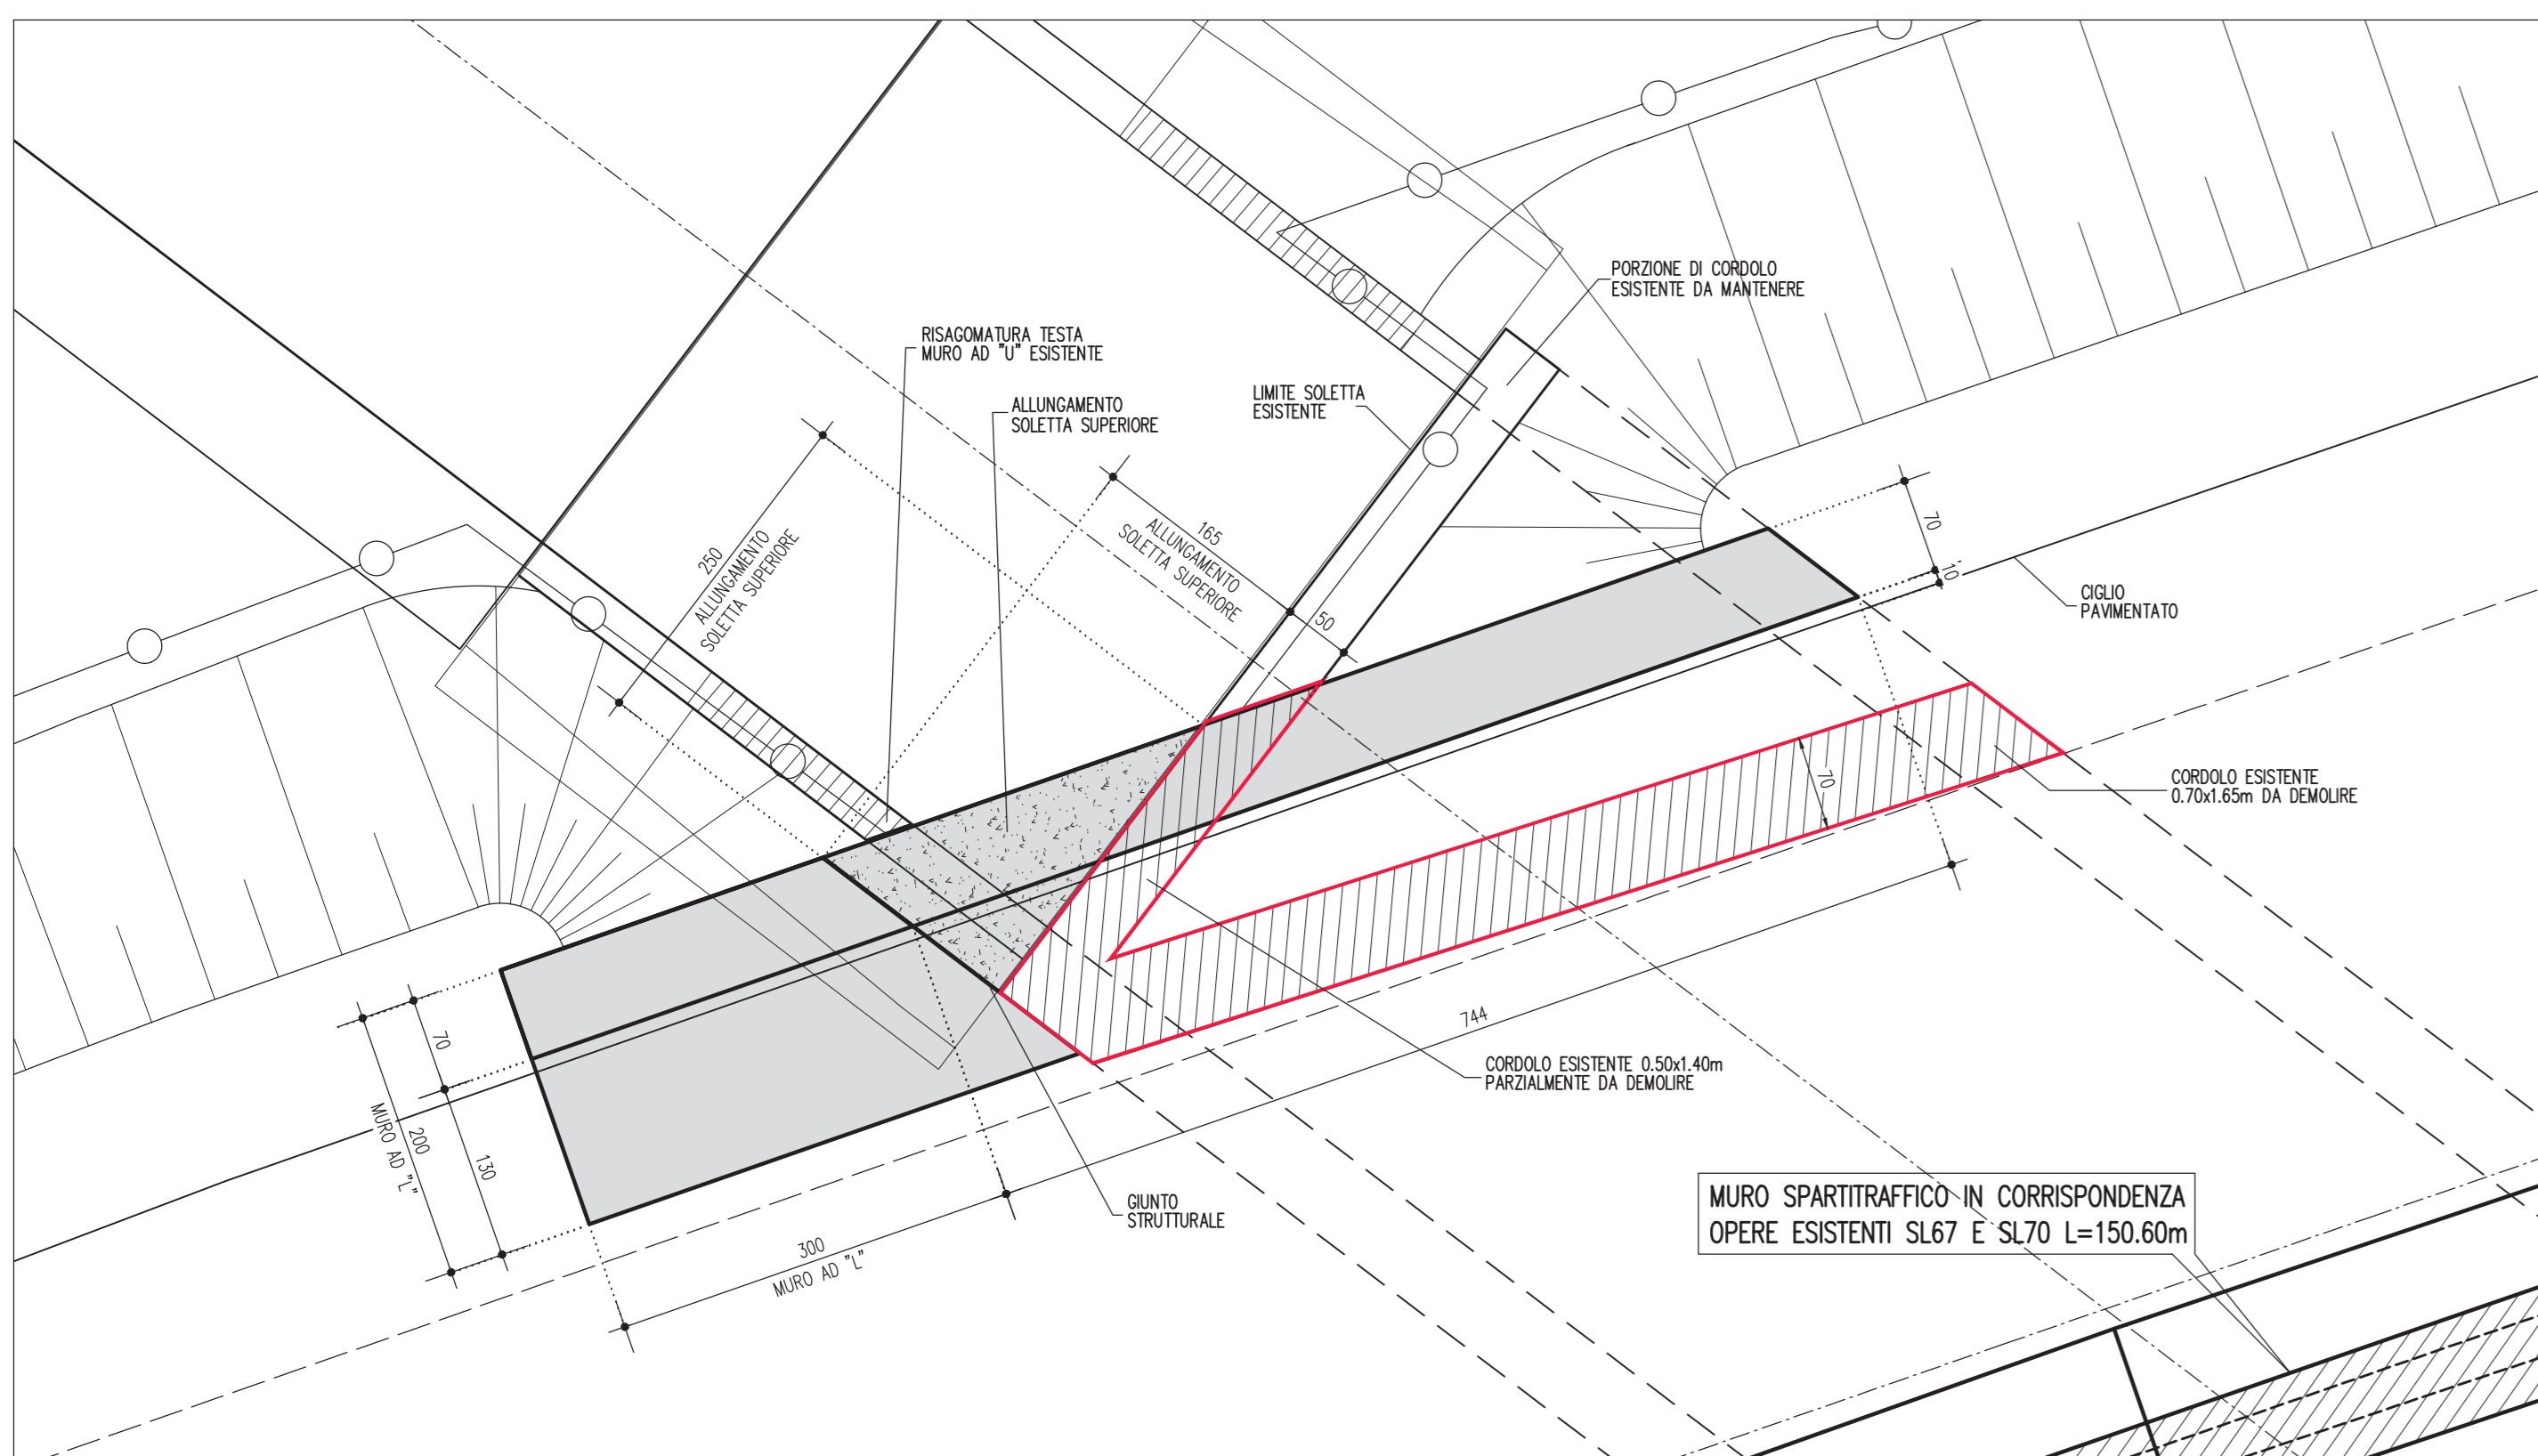 PORZIONE DI CORDOLO
ESISTENTE DA MANTENERE
RISAGOMATURA TESTA
MURO AD "U" ESISTENTE
ALLUNGAMENTO
SOLETTA SUPERIORE
LIMITE SOLETTA
ESISTENTE
250
ALLUNGAMENTO
SOLETTA SUPERIORE
165
ALLUNGAMENTO
SOLETTA SUPERIORE
50
70
10
CIGLIO
PAVIMENTATO
CORDOLO ESISTENTE
0.70x1.65m DA DEMOLIRE
70
744
CORDOLO ESISTENTE 0.50x1.40m
PARZIALMENTE DA DEMOLIRE
70
200
MURO AD "L"
130
GIUNTO
STRUTTURALE
300
MURO AD "L"
MURO SPARTITRAFFICO IN CORRISPONDENZA
OPERE ESISTENTI SL67 E SL70 L=150.60m